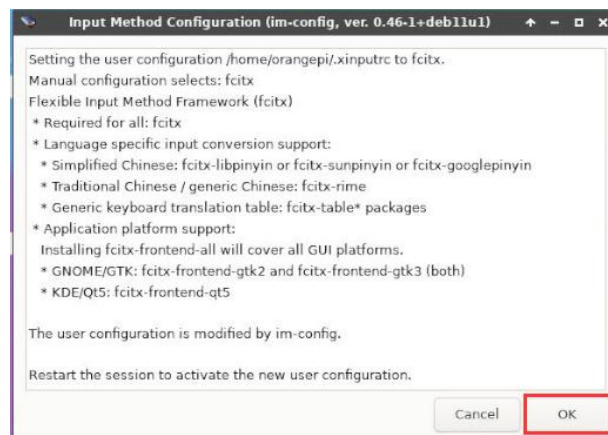 Input Method Configuration (im-config, ver. 0.46-1+deb11u1)
Setting the user configuration /home/orangepi/.xinputrc to fcitx.
Manual configuration selects: fcitx
Flexible Input Method Framework (fcitx)
* Required for all: fcitx
* Language specific input conversion support:
* Simplified Chinese: fcitx-libpinyin or fcitx-sunpinyin or fcitx-googlepinyin
* Traditional Chinese / generic Chinese: fcitx-rime
* Generic keyboard translation table: fcitx-table* packages
* Application platform support:
Installing fcitx-frontend-all will cover all GUI platforms.
* GNOME/GTK: fcitx-frontend-gtk2 and fcitx-frontend-gtk3 (both)
* KDE/Qt5: fcitx-frontend-qt5
The user configuration is modified by im-config.
Restart the session to activate the new user configuration.
Cancel OK